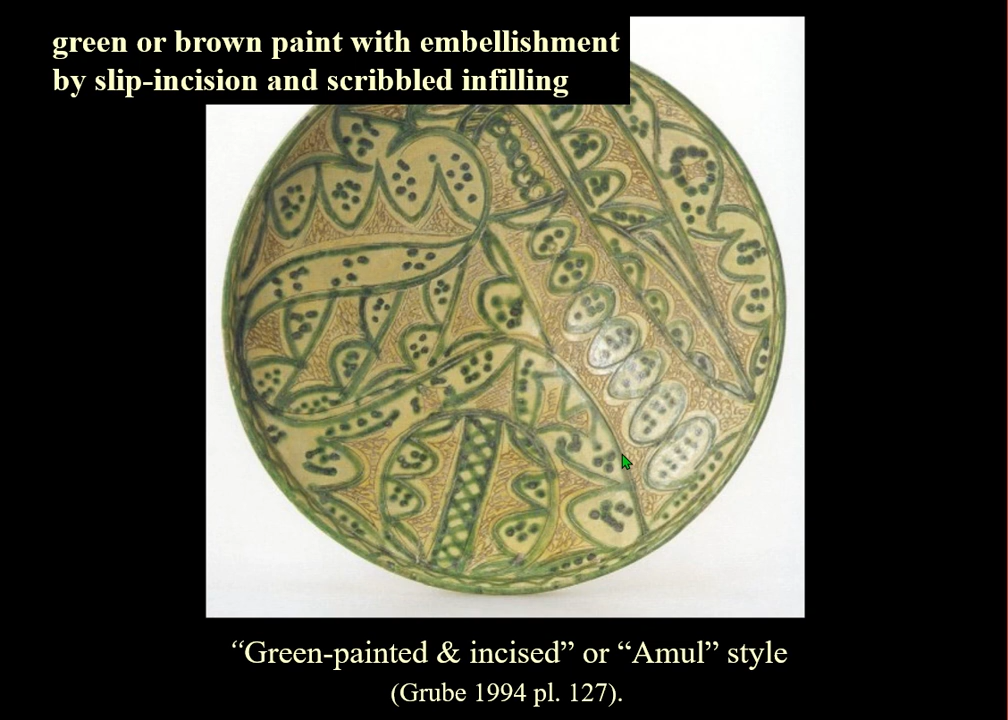 green or brown paint with embellishment
by slip-incision and scribbled infilling
“Green-painted & incised” or “Amul” style
(Grube 1994 pl. 127).